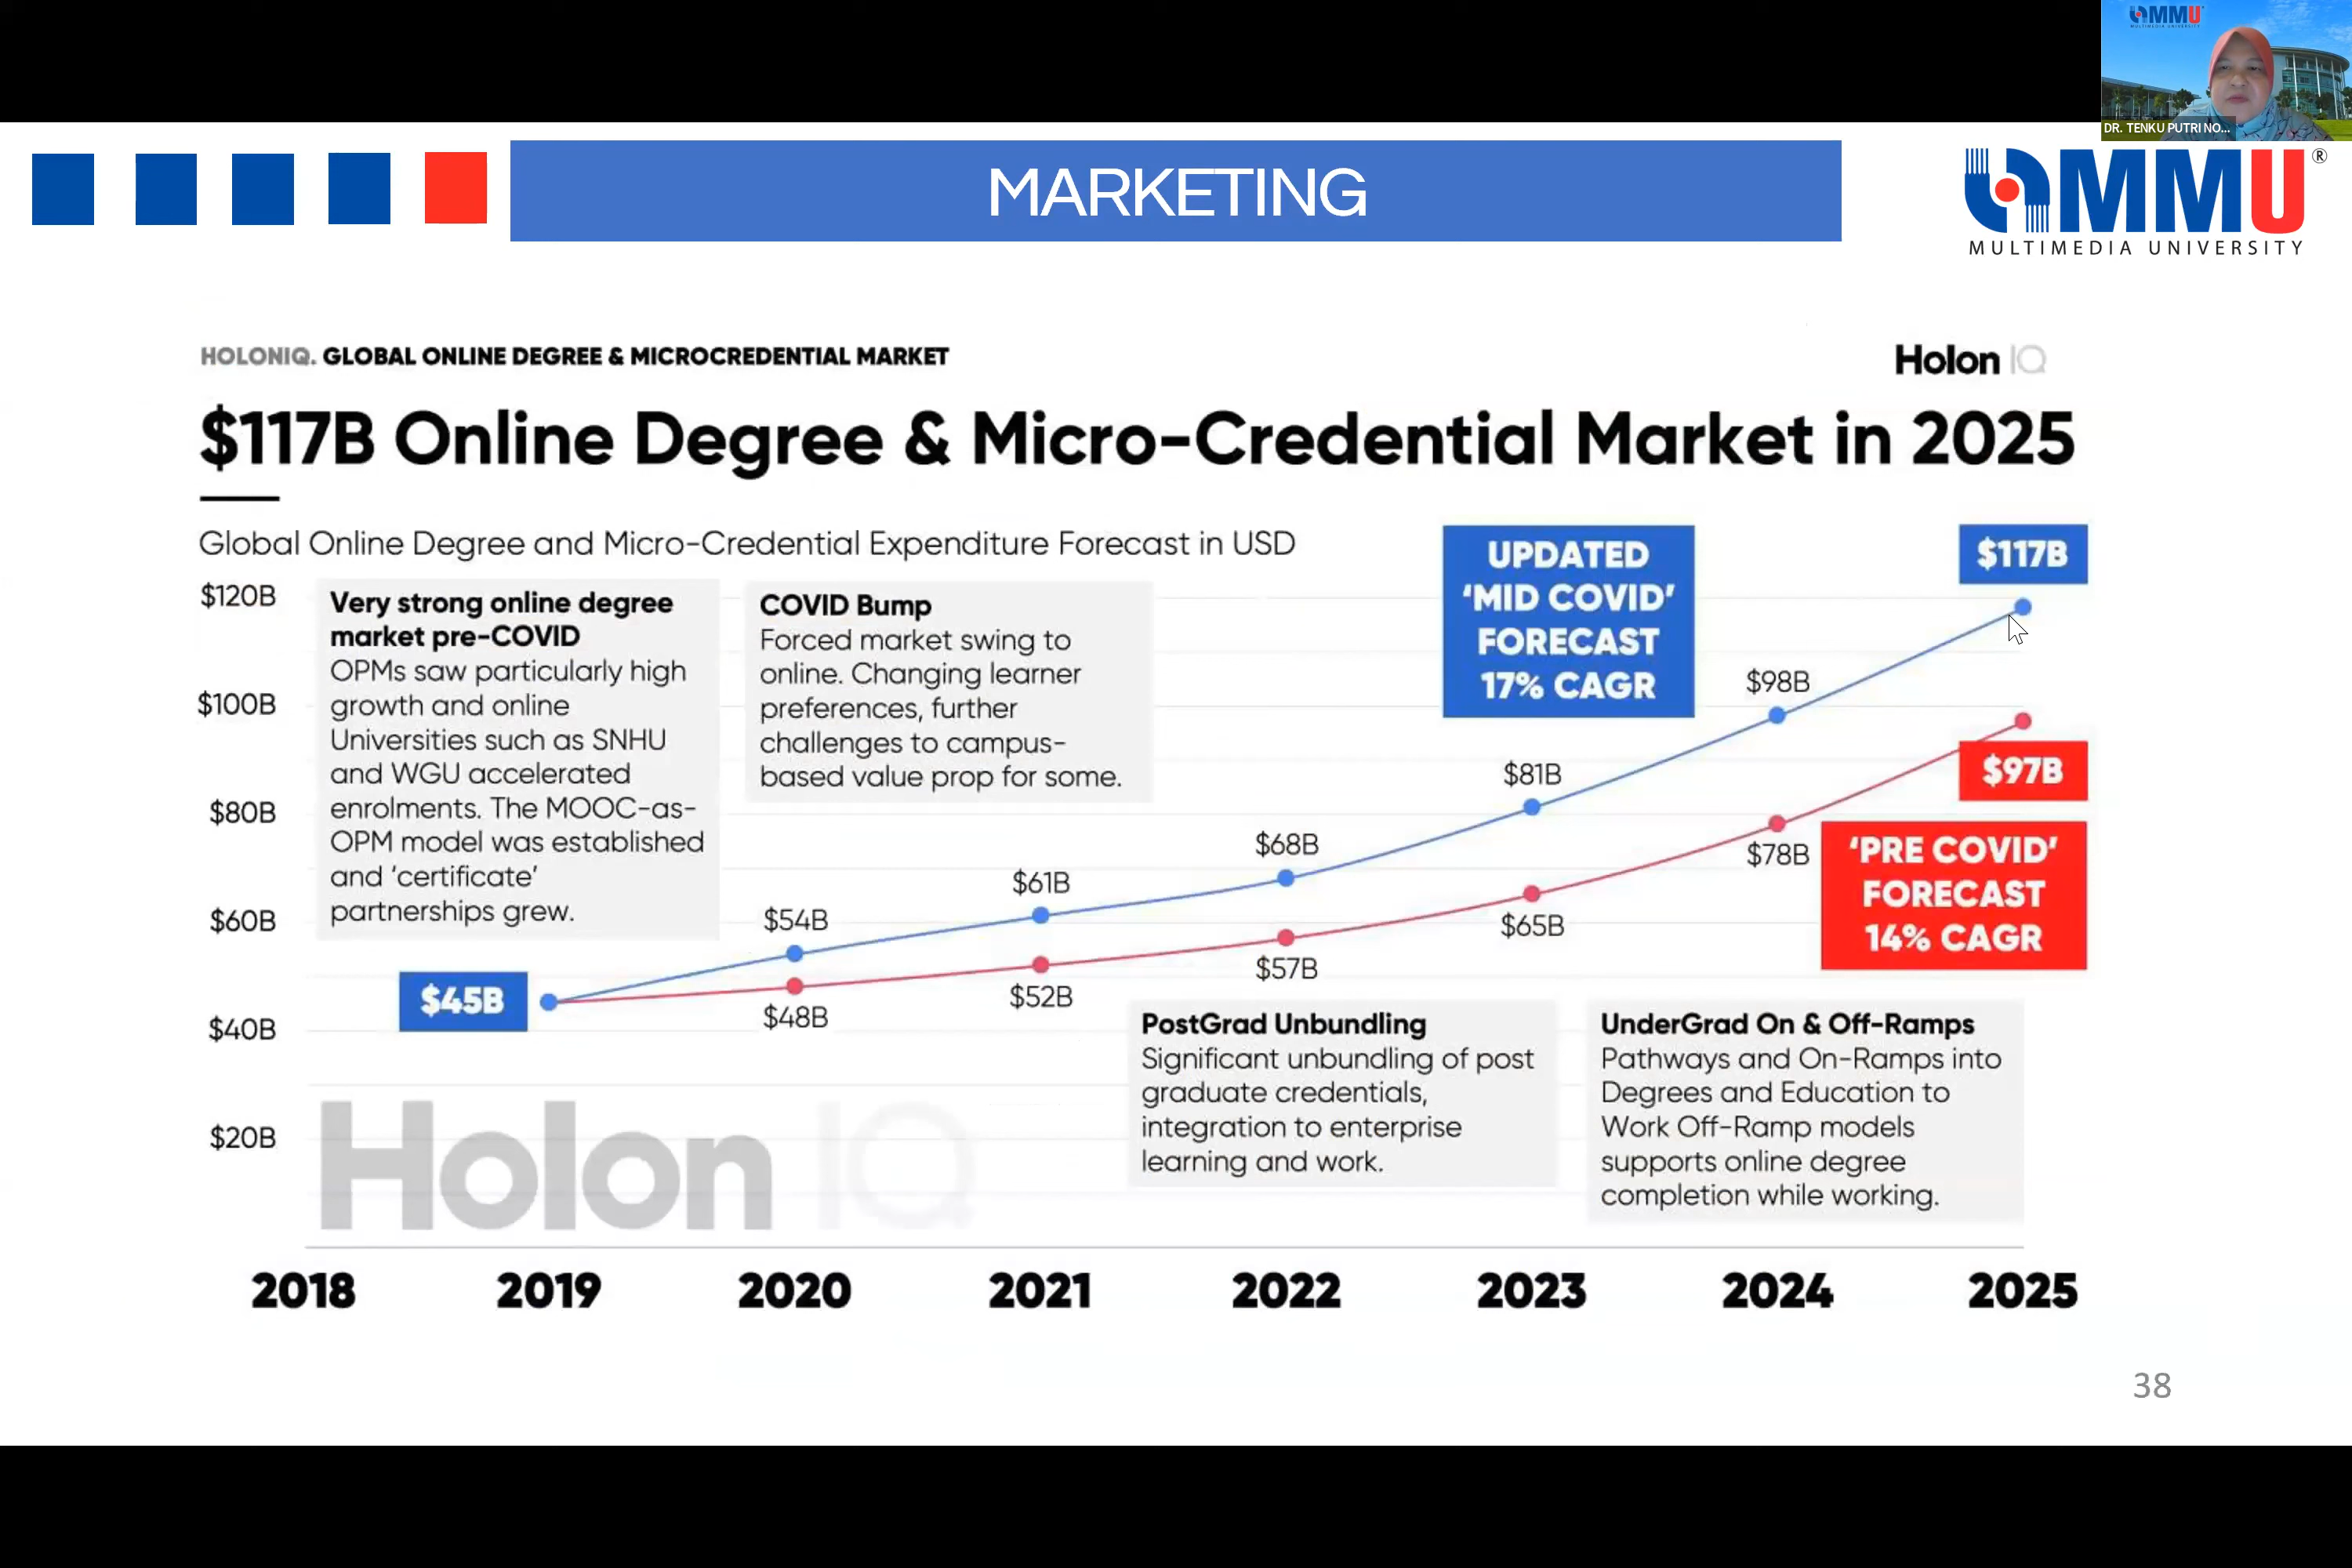 MMU
MULTIMEDIA UNIVERSITY
DR. TENKU PUTRI NO...
MARKETING
MMU®
MULTIMEDIA UNIVERSITY
HOLONIQ. GLOBAL ONLINE DEGREE & MICROCREDENTIAL MARKET
Holon IQ
$117B Online Degree & Micro-Credential Market in 2025
Global Online Degree and Micro-Credential Expenditure Forecast in USD
$120B
$100B
$80B
$60B
$40B
$20B
Very strong online degree
market pre-COVID
OPMs saw particularly high
growth and online
Universities such as SNHU
and WGU accelerated
enrolments. The MOOC-as-
OPM model was established
and ‘certificate’
partnerships grew.
COVID Bump
Forced market swing to
online. Changing learner
preferences, further
challenges to campus-
based value prop for some.
UPDATED
‘MID COVID’
FORECAST
17% CAGR
$117B
$98B
$81B
$68B
$61B
$54B
$45B
$48B
$52B
$57B
$65B
$78B
$97B
‘PRE COVID’
FORECAST
14% CAGR
PostGrad Unbundling
Significant unbundling of post
graduate credentials,
integration to enterprise
learning and work.
UnderGrad On & Off-Ramps
Pathways and On-Ramps into
Degrees and Education to
Work Off-Ramp models
supports online degree
completion while working.
Holon IQ
2018 2019 2020 2021 2022 2023 2024 2025
38